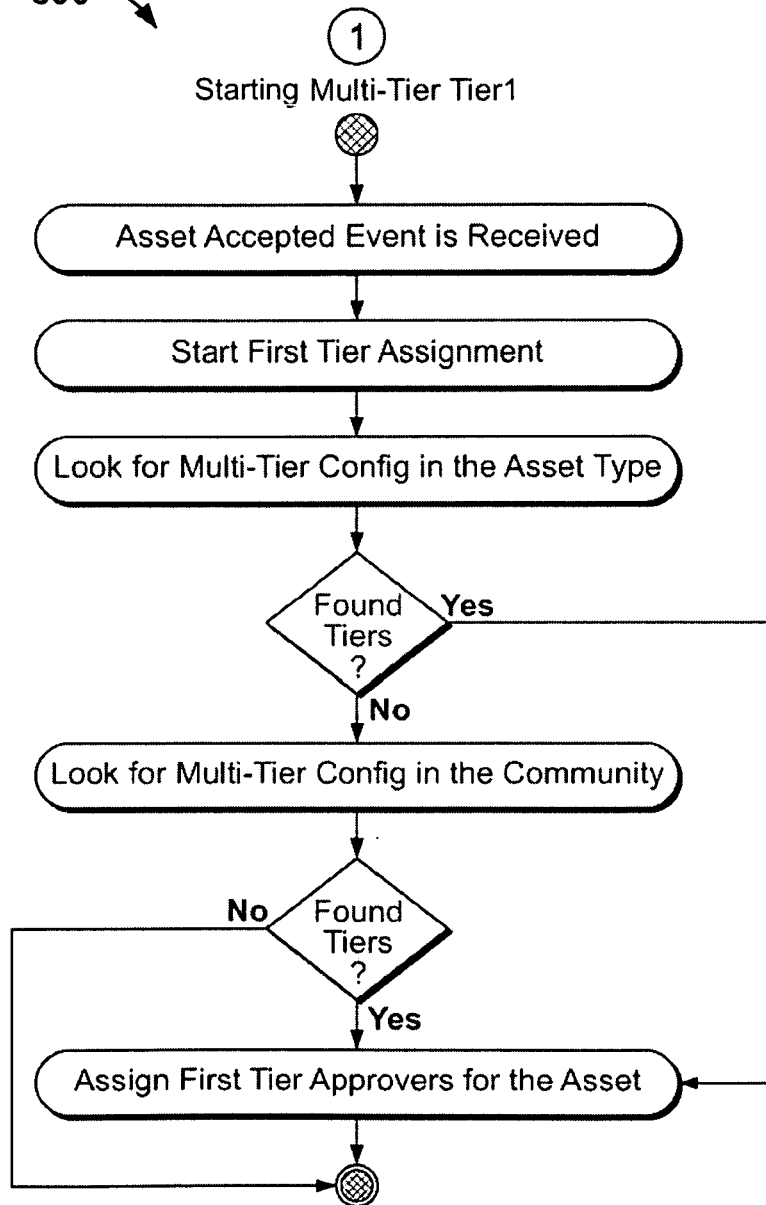 1
Starting Multi-Tier Tier1
Asset Accepted Event is Received
Start First Tier Assignment
Look for Multi-Tier Config in the Asset Type
Found
Tiers
?
Yes
No
Look for Multi-Tier Config in the Community
No
Found
Tiers
?
Yes
Assign First Tier Approvers for the Asset